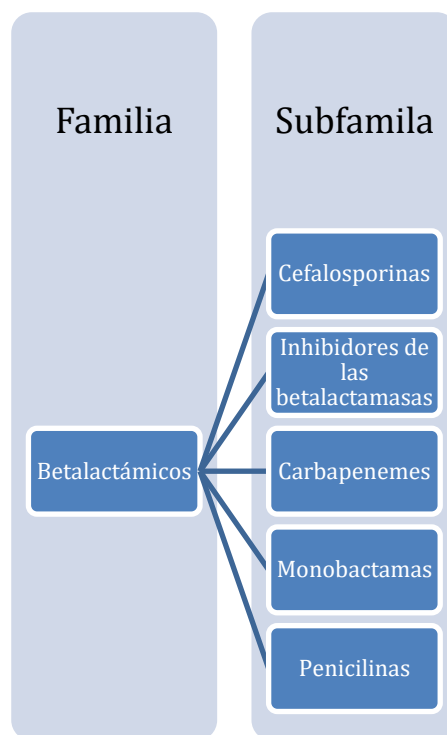 Familia
Subfamila
Betalactámicos
Cefalosporinas
Inhibidores de
las
betalactamasas
Carbapenemes
Monobactamas
Penicilinas